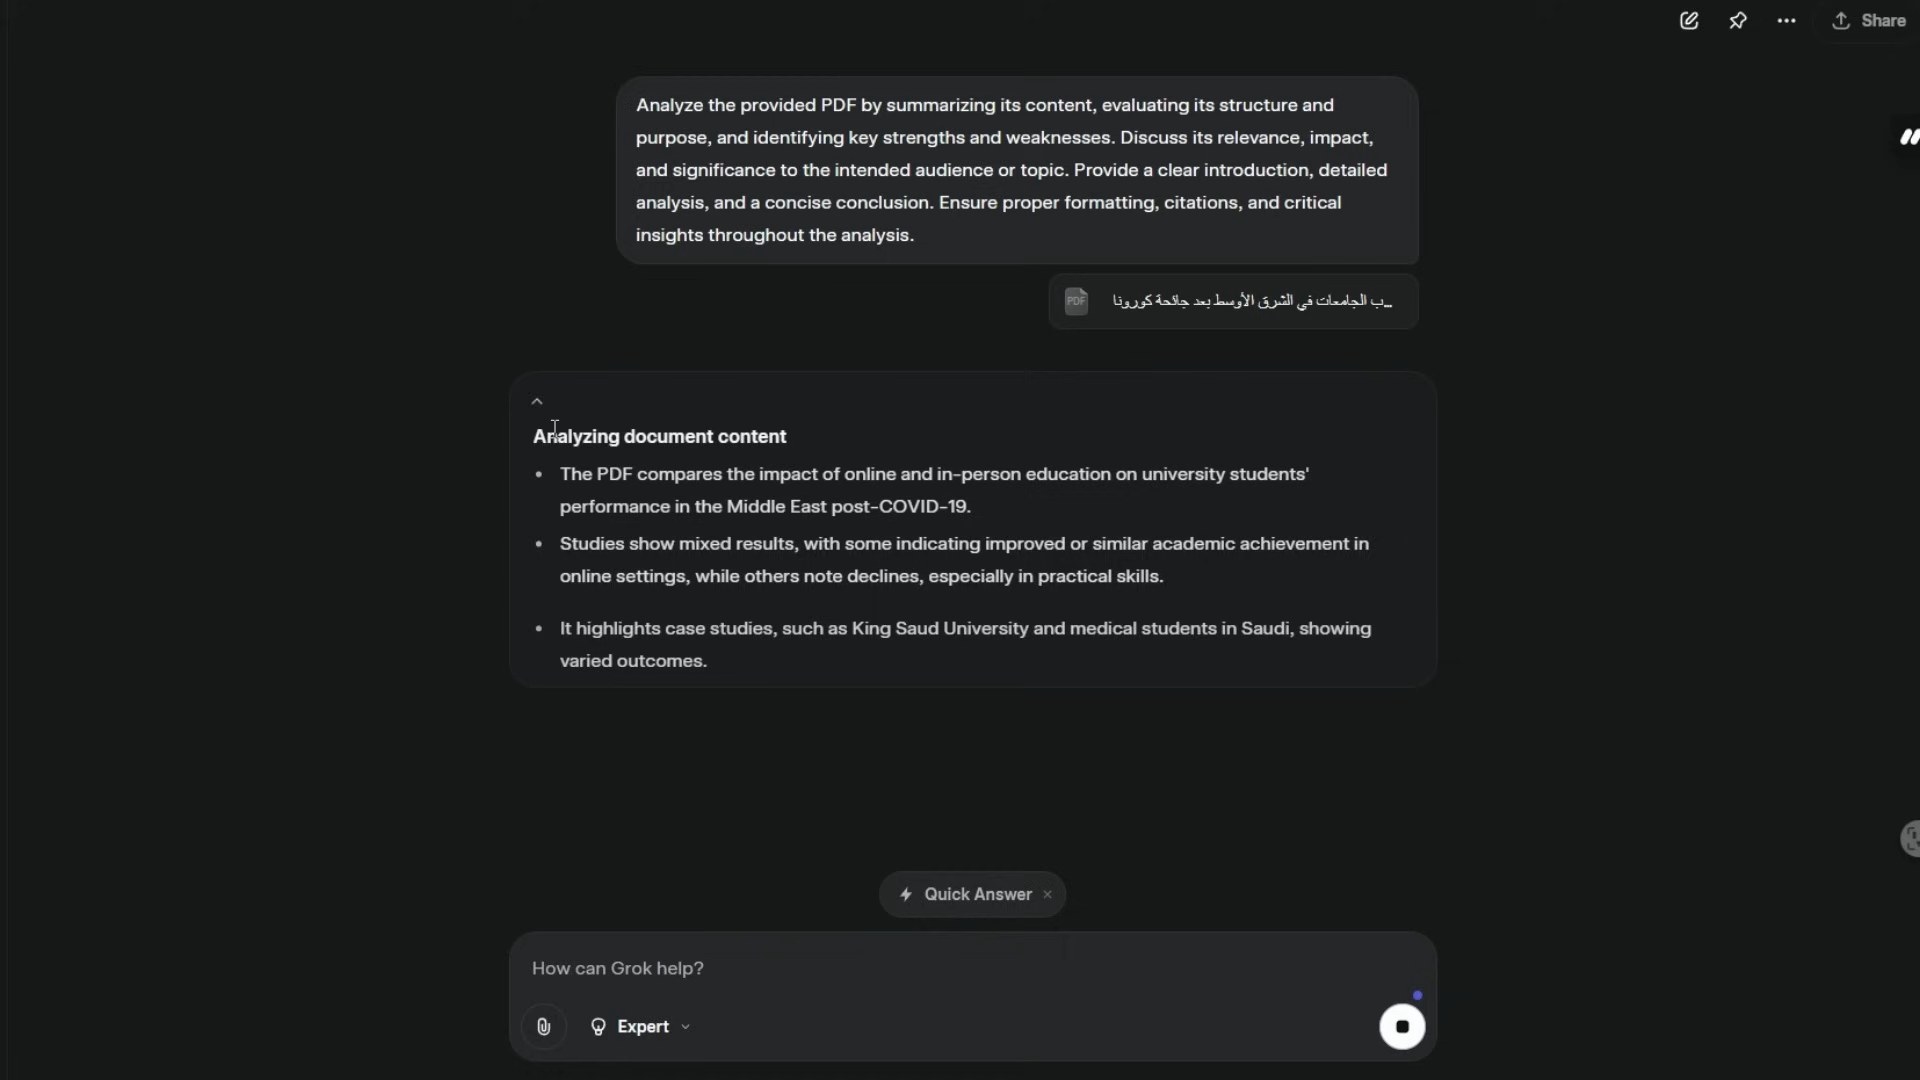 Share
Analyze the provided PDF by summarizing its content, evaluating its structure and
purpose, and identifying key strengths and weaknesses. Discuss its relevance, impact,
and significance to the intended audience or topic. Provide a clear introduction, detailed
analysis, and a concise conclusion. Ensure proper formatting, citations, and critical
insights throughout the analysis.
PDF
...ب الجامعات في الشرق الأوسط بعد جائحة كورونا
Analyzing document content
• The PDF compares the impact of online and in-person education on university students'
performance in the Middle East post-COVID-19.
• Studies show mixed results, with some indicating improved or similar academic achievement in
online settings, while others note declines, especially in practical skills.
• It highlights case studies, such as King Saud University and medical students in Saudi, showing
varied outcomes.
Quick Answer ×
How can Grok help?
Expert